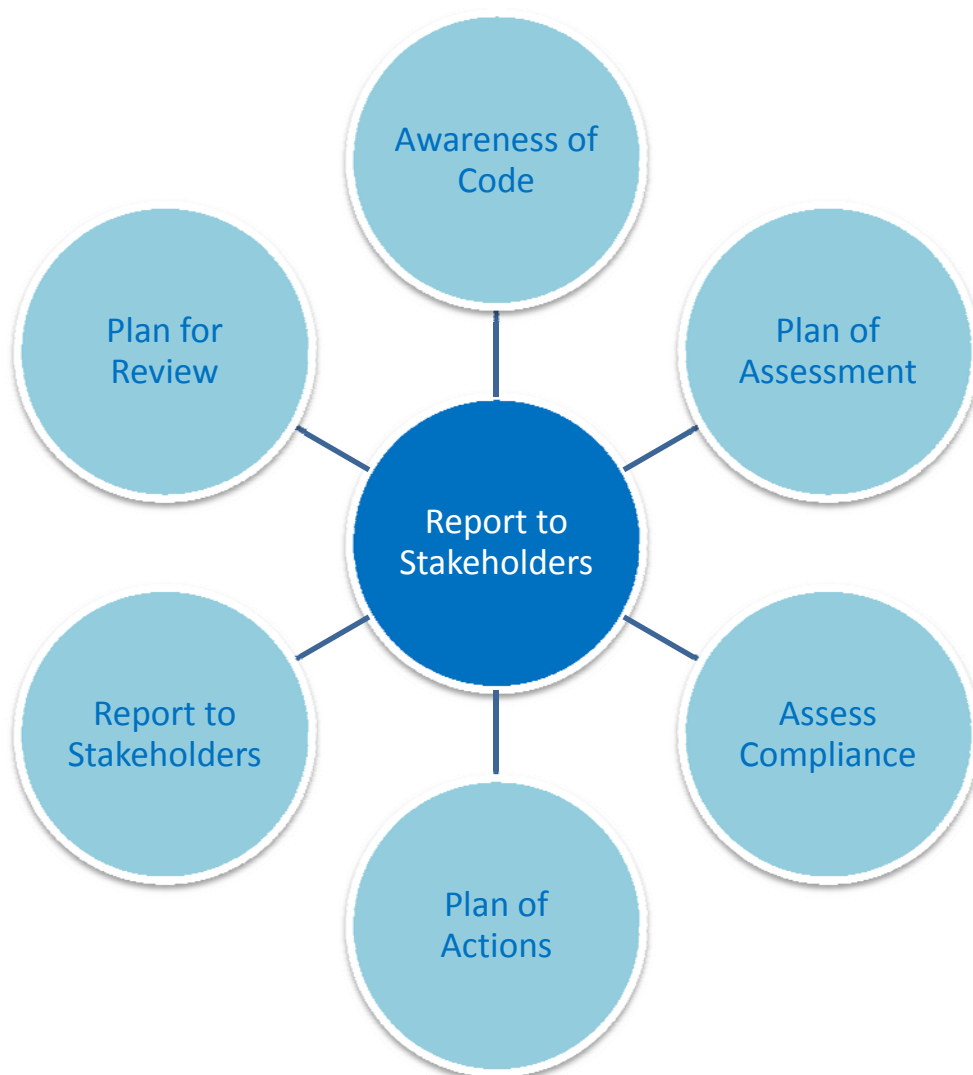 Awareness of
Code
Plan for
Review
Plan of
Assessment
Report to
Stakeholders
Report to
Stakeholders
Assess
Compliance
Plan of
Actions